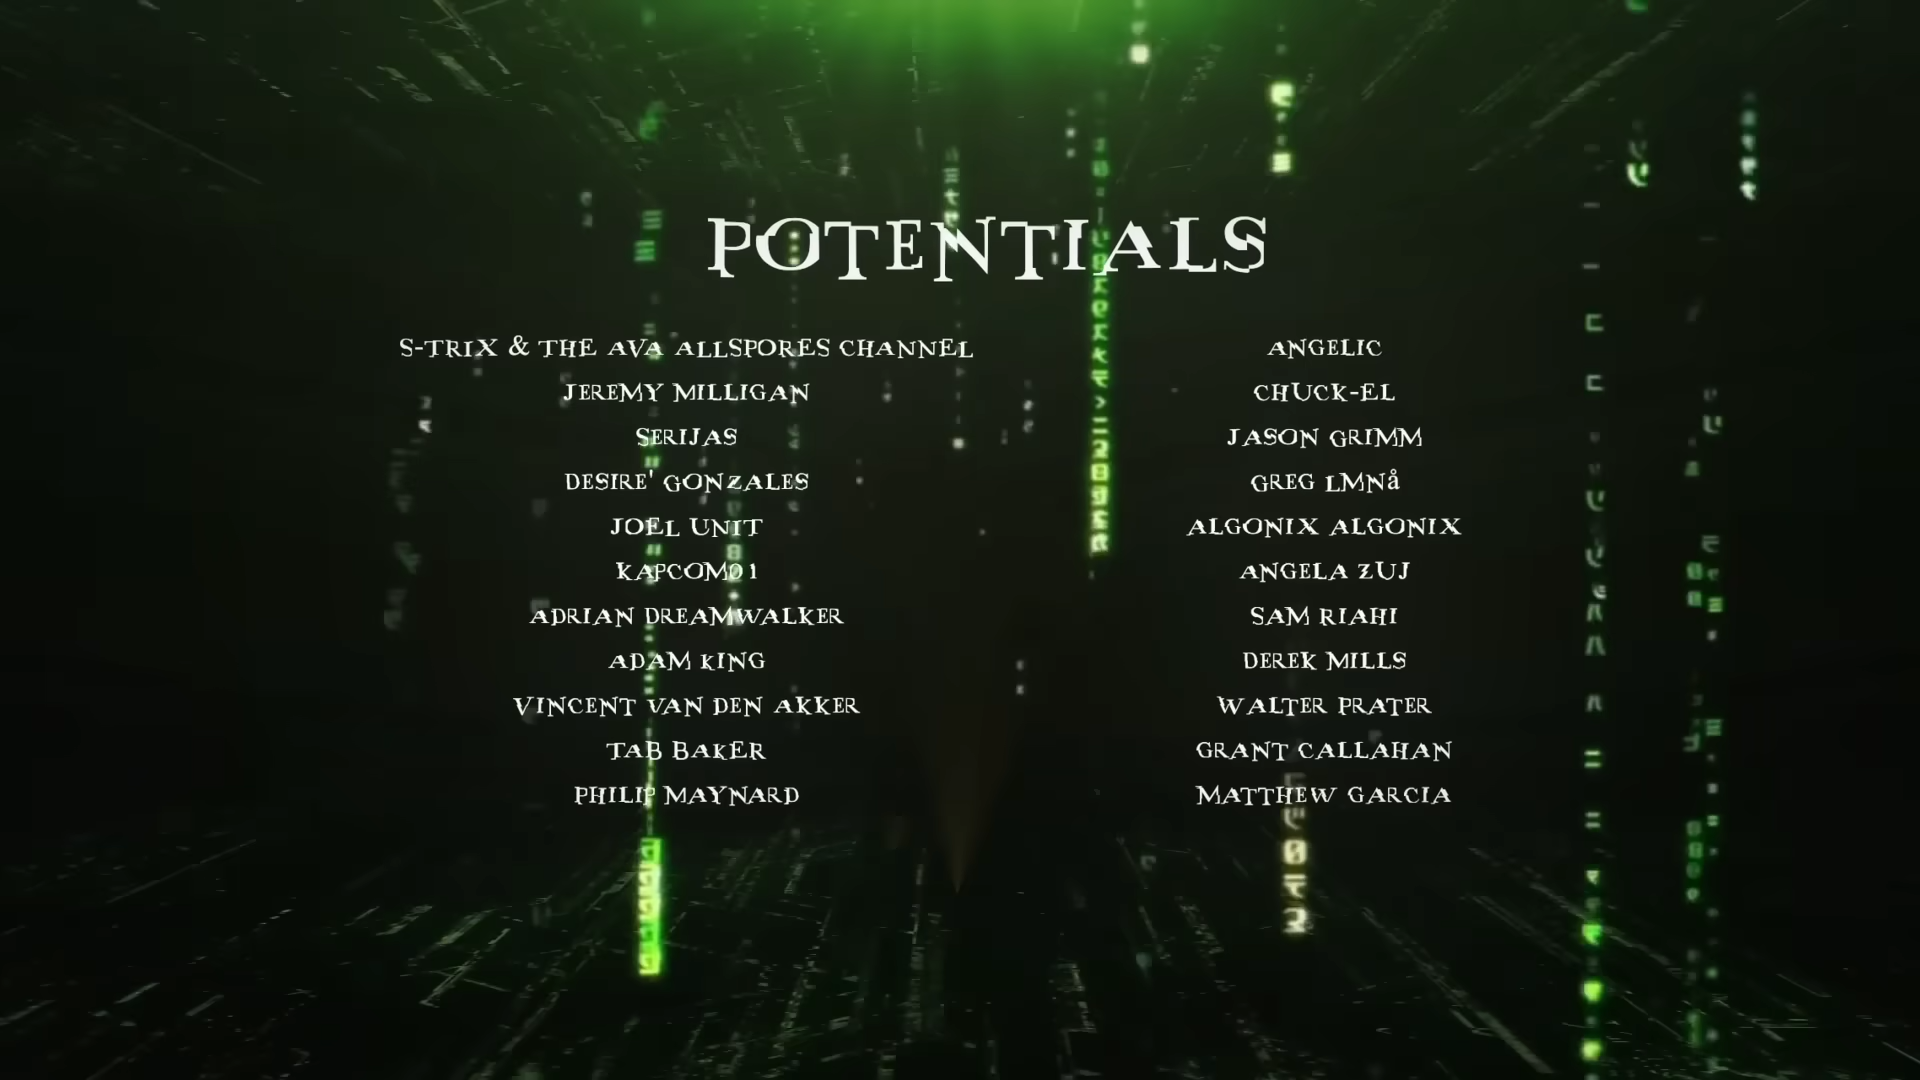 POTENTIALS
S-TRIX & THE AVA ALLSPORES CHANNEL
JEREMY MILLIGAN
SERIJAS
DESIRE' GONZALES
JOEL UNIT
KAPCOM01
ADRIAN DREAMWALKER
ADAM KING
VINCENT VAN DEN AKKER
TAB BAKER
PHILIP MAYNARD
ANGELIC
CHUCK-EL
JASON GRIMM
GREG LMNå
ALGONIX ALGONIX
ANGELA ZUJ
SAM RIAHI
DEREK MILLS
WALTER PRATER
GRANT CALLAHAN
MATTHEW GARCIA